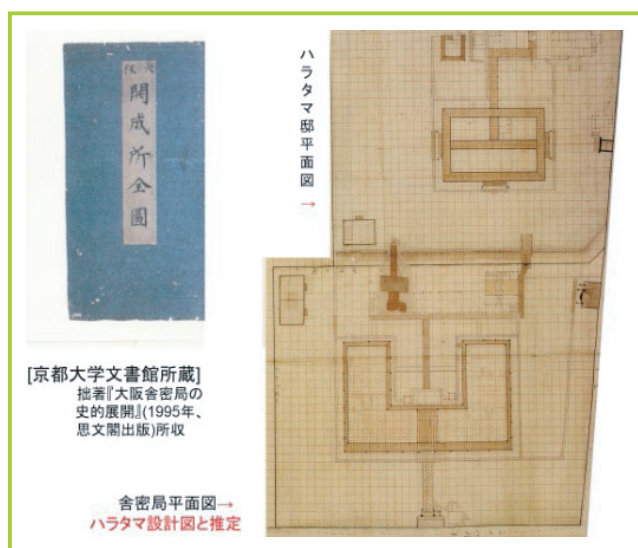 大阪
開成所全圖
ハラタマ邸平面図
→
[京都大学文書館所蔵]
拙著『大阪舎密局の
史的展開』(1995年、
思文閣出版)所収
舎密局平面図→
ハラタマ設計図と推定